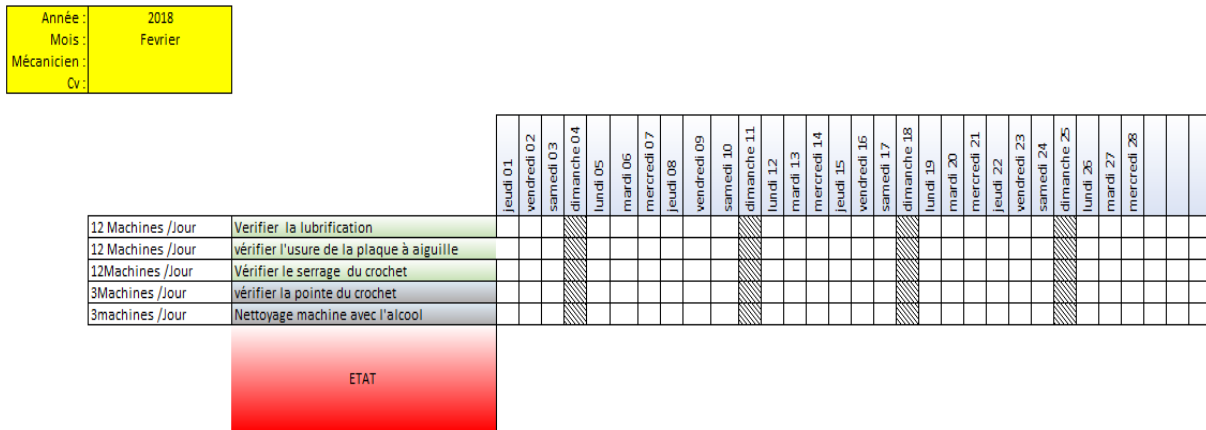 Année : 2018
Mois : Fevrier
Mécanicien :
Cv :
jeudi 01
vendredi 02
samedi 03
dimanche 04
lundi 05
mardi 06
mercredi 07
jeudi 08
vendredi 09
samedi 10
dimanche 11
lundi 12
mardi 13
mercredi 14
jeudi 15
vendredi 16
samedi 17
dimanche 18
lundi 19
mardi 20
mercredi 21
jeudi 22
vendredi 23
samedi 24
dimanche 25
lundi 26
mardi 27
mercredi 28
12 Machines /Jour Verifier la lubrification
12 Machines /Jour vérifier l'usure de la plaque à aiguille
12Machines /Jour Vérifier le serrage du crochet
3Machines /Jour vérifier la pointe du crochet
3machines /Jour Nettoyage machine avec l'alcool
ETAT